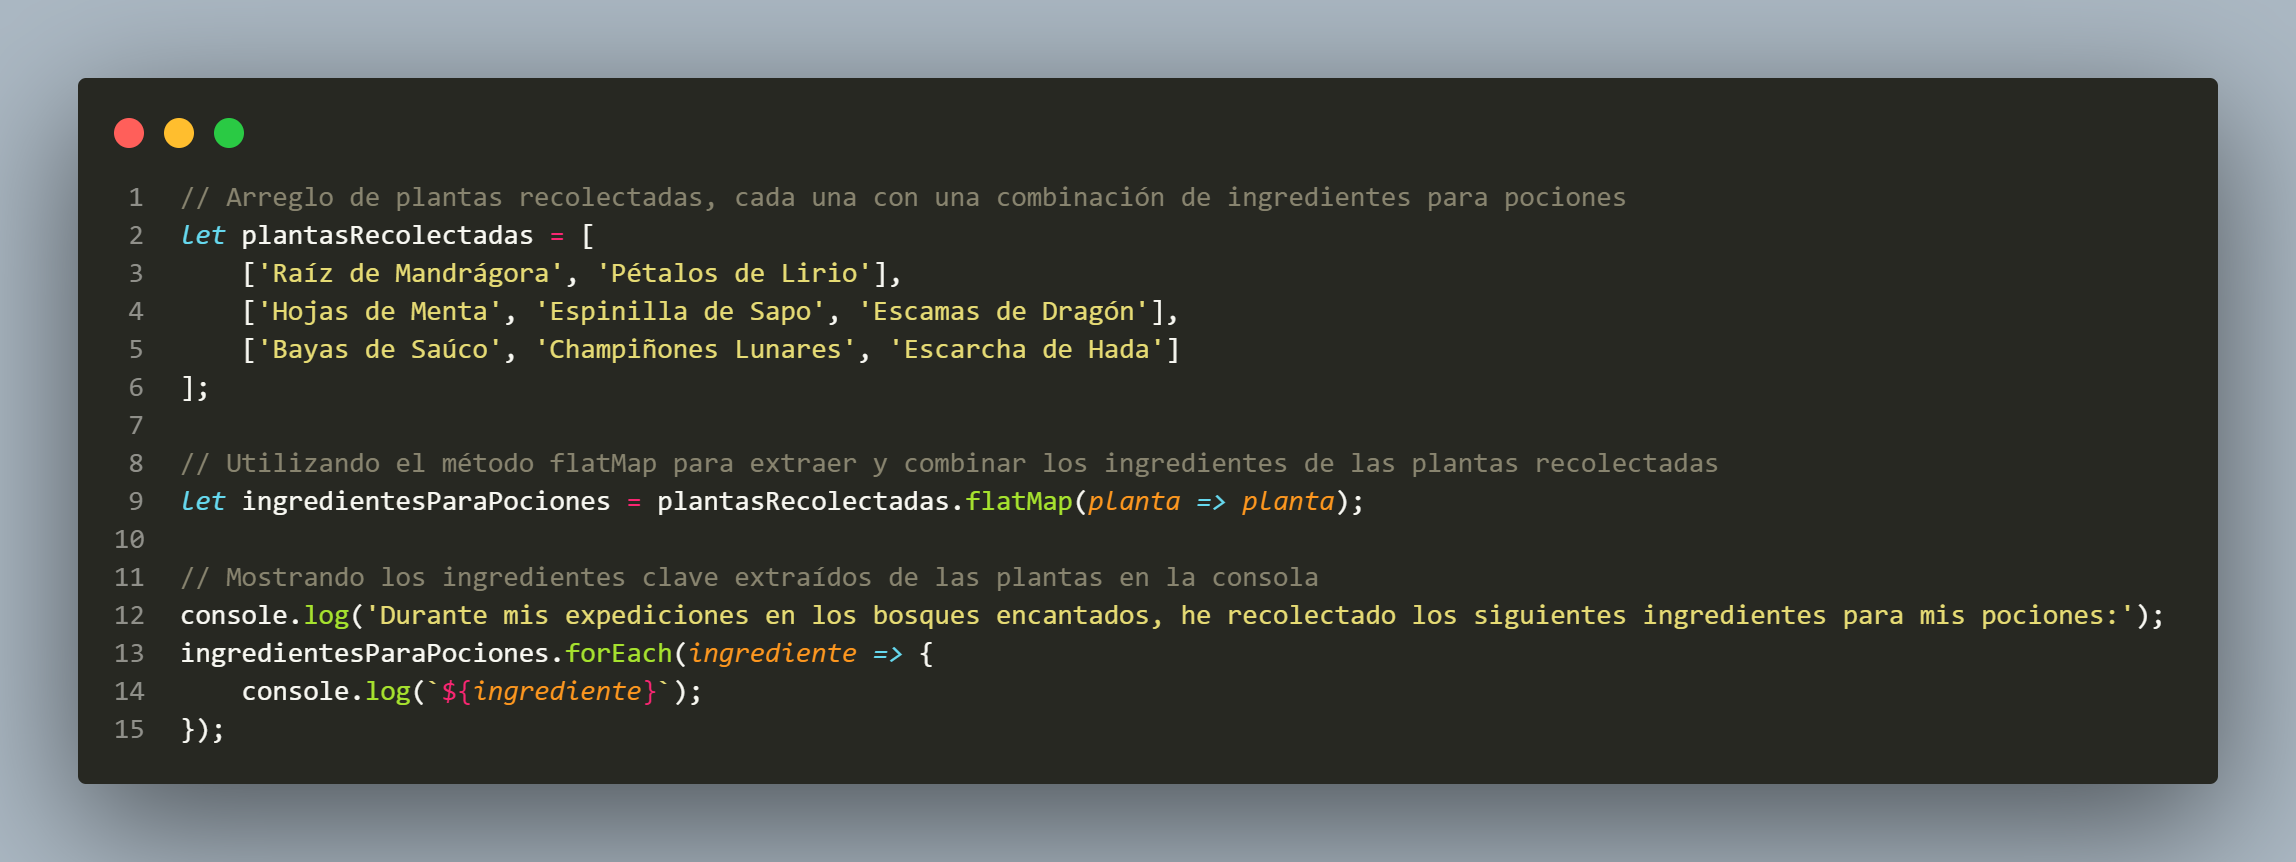 1 // Arreglo de plantas recolectadas, cada una con una combinación de ingredientes para pociones
2 let plantasRecolectadas = [
3     ['Raíz de Mandrágora', 'Pétalos de Lirio'],
4     ['Hojas de Menta', 'Espinilla de Sapo', 'Escamas de Dragón'],
5     ['Bayas de Saúco', 'Champiñones Lunares', 'Escarcha de Hada']
6 ];
7
8 // Utilizando el método flatMap para extraer y combinar los ingredientes de las plantas recolectadas
9 let ingredientesParaPociones = plantasRecolectadas.flatMap(planta => planta);
10
11 // Mostrando los ingredientes clave extraídos de las plantas en la consola
12 console.log('Durante mis expediciones en los bosques encantados, he recolectado los siguientes ingredientes para mis pociones:');
13 ingredientesParaPociones.forEach(ingrediente => {
14     console.log(`${ingrediente}`);
15 });